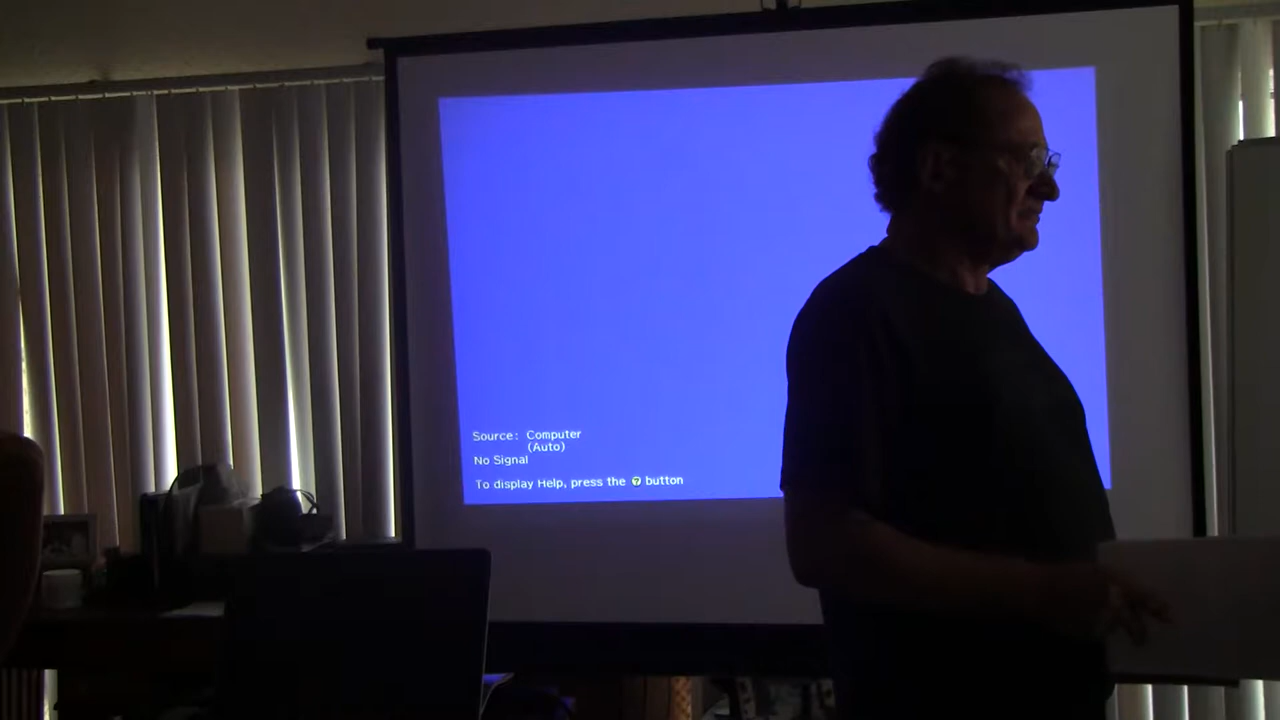 Source: Computer
(Auto)
No Signal
To display Help, press the ? button